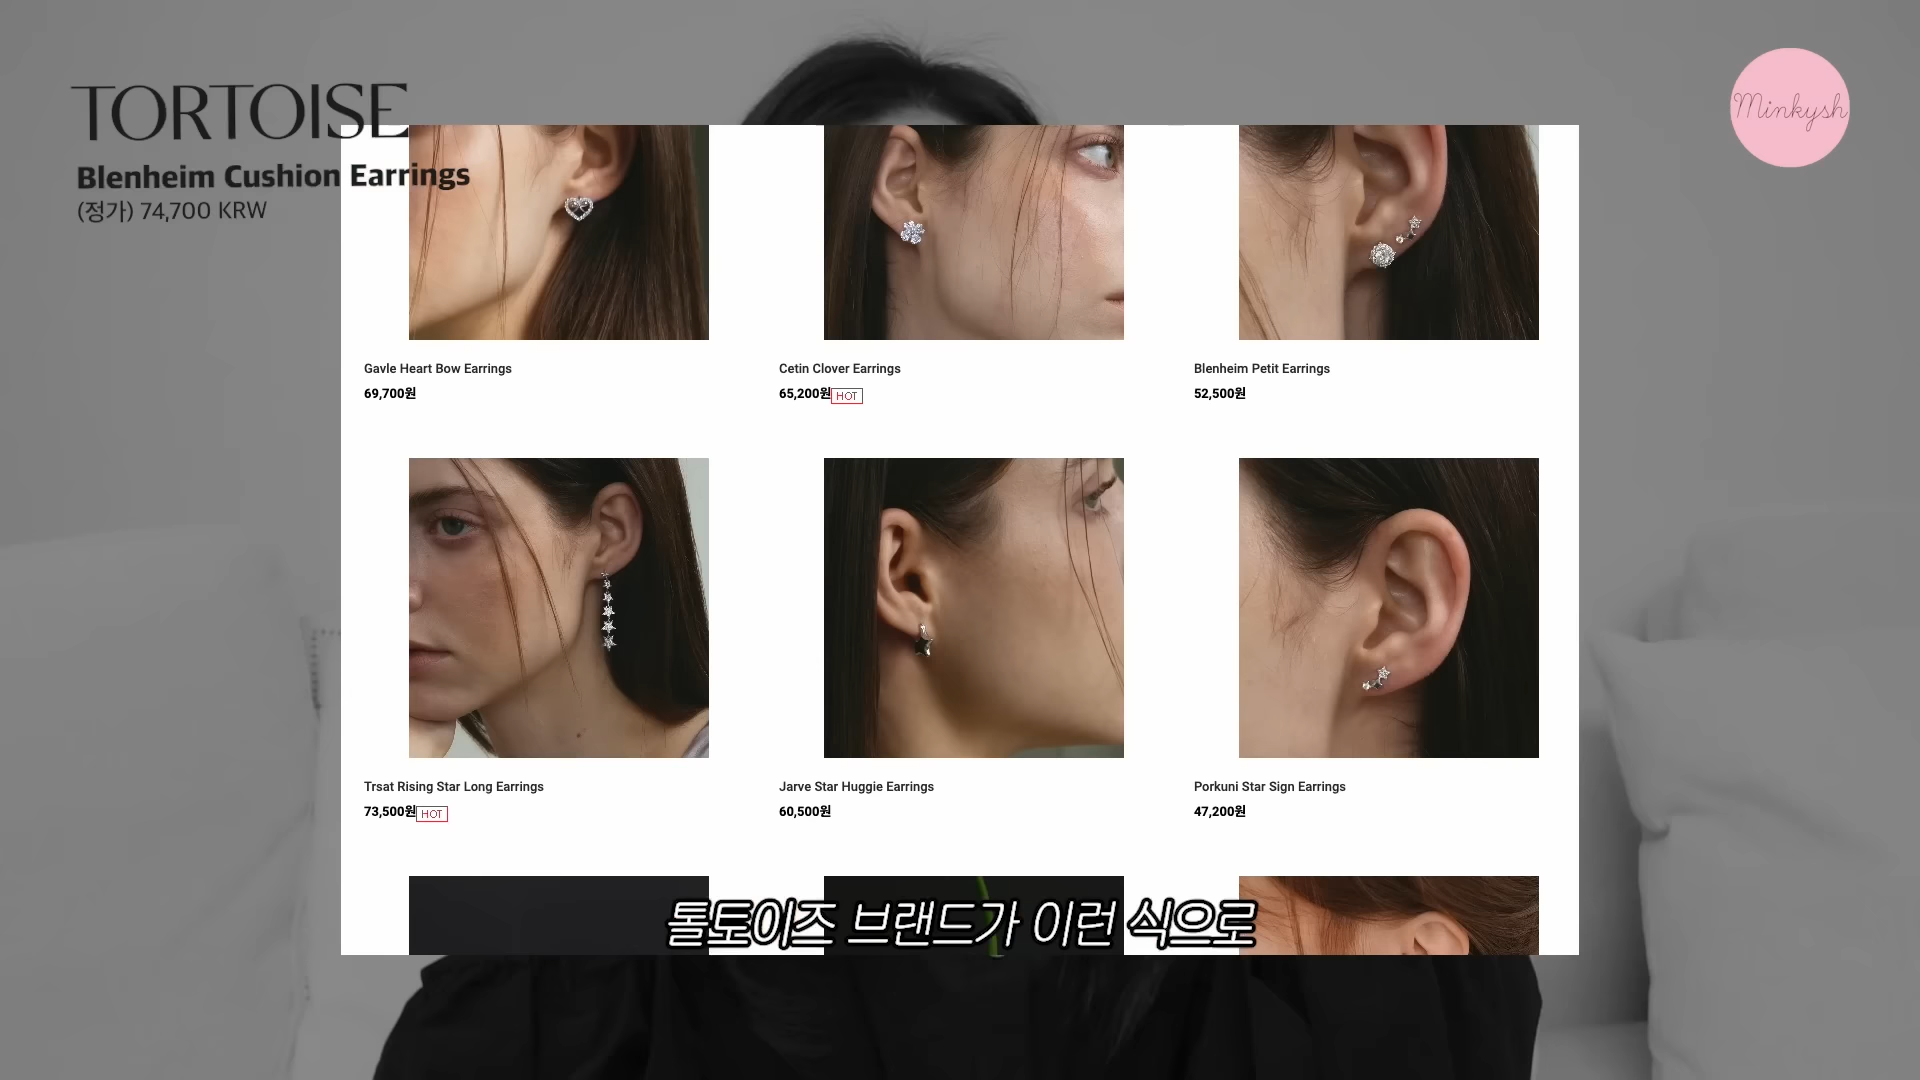 TORTOISE
Blenheim Cushion Earrings
(정가) 74,700 KRW
Minkysh
Gavle Heart Bow Earrings
69,700원
Cetin Clover Earrings
65,200원 HOT
Blenheim Petit Earrings
52,500원
Trsat Rising Star Long Earrings
73,500원 HOT
Jarve Star Huggie Earrings
60,500원
Porkuni Star Sign Earrings
47,200원
돌토이즈 브랜드가 이런 식으로